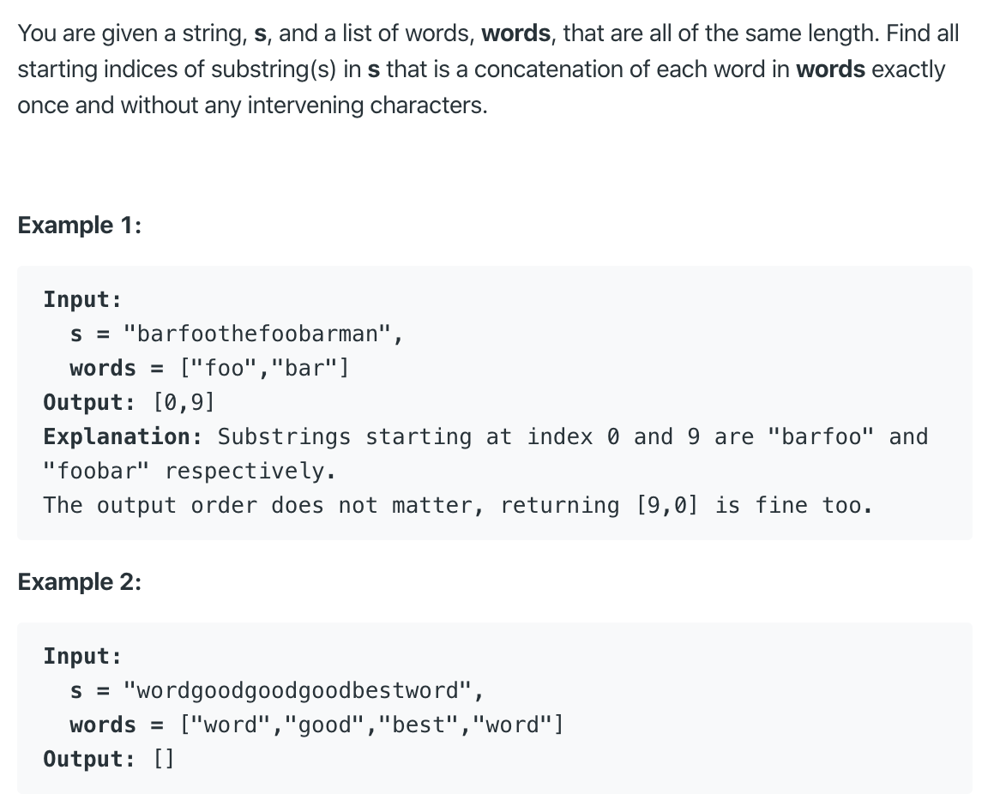 You are given a string, s, and a list of words, words, that are all of the same length. Find all
starting indices of substring(s) in s that is a concatenation of each word in words exactly
once and without any intervening characters.
Example 1:
Input:
s = "barfoothefoobarman",
words = ["foo","bar"]
Output: [0,9]
Explanation: Substrings starting at index 0 and 9 are "barfoo" and
"foobar" respectively.
The output order does not matter, returning [9,0] is fine too.
Example 2:
Input:
s = "wordgoodgoodgoodbestword",
words = ["word","good","best","word"]
Output: []